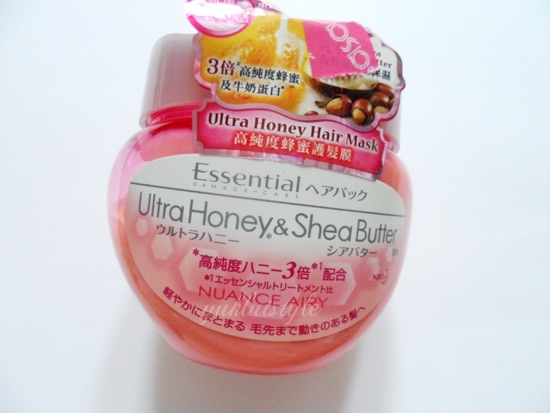 3倍*高純度蜂蜜
及牛奶蛋白*
Ultra Honey Hair Mask
高純度蜂蜜護髮膜
Essential ヘアパック
DAMAGE-CARE
Ultra Honey* & Shea Butter
ウルトラハニー シアバター
*高純度ハニー3倍*1配合
*1エッセンシャルトリートメント比
NUANCE AIRY
軽やかにまとまる 毛先まで動きのある髪へ